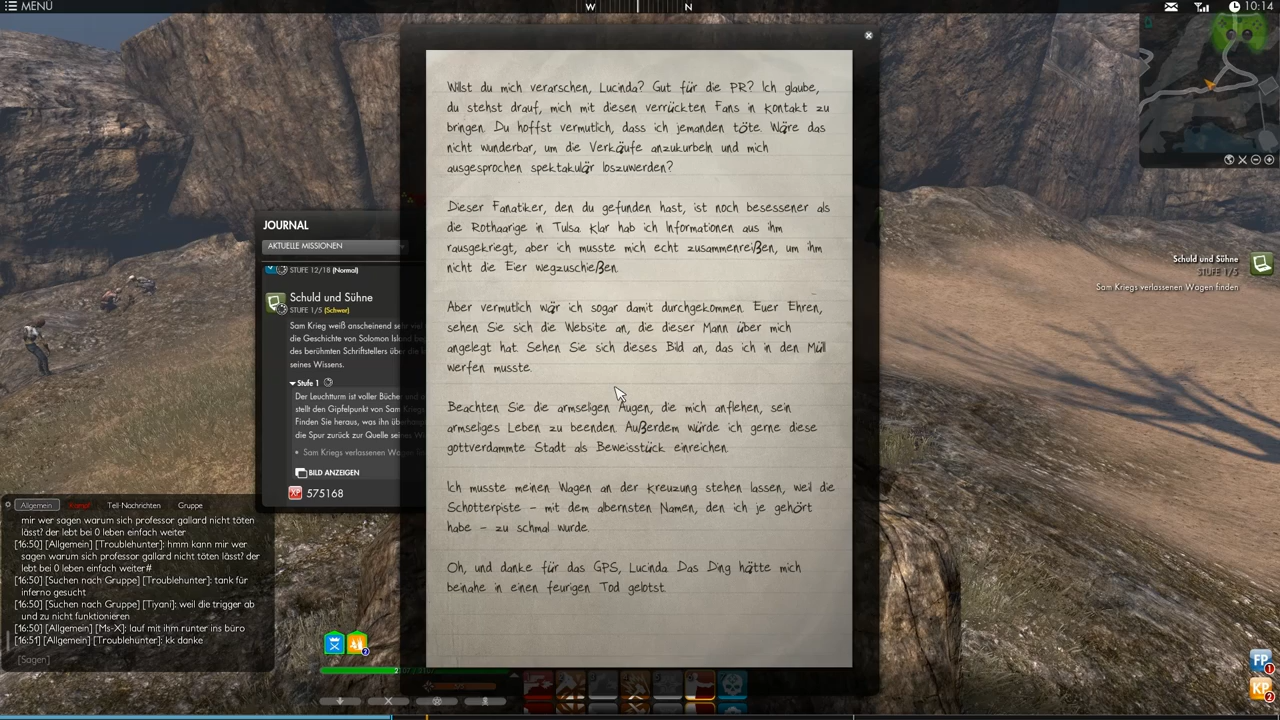 MENÜ
W
N
10:14
Willst du mich verarschen, Lucinda? Gut für die PR? Ich glaube,
du stehst drauf, mich mit diesen verrückten Fans in Kontakt zu
bringen. Du hoffst vermutlich, dass ich jemanden töte. Wäre das
nicht wunderbar, um die Verkäufe anzukurbeln und mich
ausgesprochen spektakulär loszuwerden?
Dieser Fanatiker, den du gefunden hast, ist noch besessener als
die Rothaarige in Tulsa. Klar hab ich Informationen aus ihm
rausgekriegt, aber ich musste mich echt zusammenreißen, um ihm
nicht die Eier wegzuschießen.
Aber vermutlich wär ich sogar damit durchgekommen. Euer Ehren,
sehen Sie sich die Website an, die dieser Mann über mich
angelegt hat. Sehen Sie sich dieses Bild an, das ich in den Müll
werfen musste.
Beachten Sie die armseligen Augen, die mich anflehen, sein
armseliges Leben zu beenden. Außerdem würde ich gerne diese
gottverdammte Stadt als Beweisstück einreichen.
Ich musste meinen Wagen an der Kreuzung stehen lassen, weil die
Schotterpiste – mit dem albernsten Namen, den ich je gehört
habe – zu schmal wurde.
Oh, und danke für das GPS, Lucinda. Das Ding hätte mich
beinahe in einen feurigen Tod gelotst.
JOURNAL
AKTUELLE MISSIONEN
STUFE 12/18 (Normal)
Schuld und Sühne
STUFE 1/5 (Schwer)
Sam Krieg weiß anscheinend sehr viel
die Geschichte von Solomon Island
des berühmten Schriftstellers über die
seines Wissens.
Stufe 1
Der Leuchtturm ist voller Bücher und
stellt den Gipfelpunkt von Sam
Finden Sie heraus, was ihn
die Spur zurück zur Quelle seines
• Sam Kriegs verlassenen Wagen
BILD ANZEIGEN
XP 575168
Schuld und Sühne
STUFE 1/5
Sam Kriegs verlassenen Wagen finden
Allgemein
Kampf
Teil-Nachrichten
Gruppe
mir wer sagen warum sich professor gallard nicht töten
lässt? der lebt bei 0 leben einfach weiter
[16:50] [Allgemein] [Troublehunter]: hmm kann mir wer
sagen warum sich professor gallard nicht töten lässt? der
lebt bei 0 leben einfach weiter#
[16:50] [Suchen nach Gruppe] [Troublehunter]: tank für
inferno gesucht
[16:50] [Suchen nach Gruppe] [Tiyani]: weil die trigger ab
und zu nicht funktionieren
[16:50] [Allgemein] [Ms-X]: lauf mit ihm runter ins büro
[16:51] [Allgemein] [Troublehunter]: kk danke
[Sagen]
FP
1
KP
2